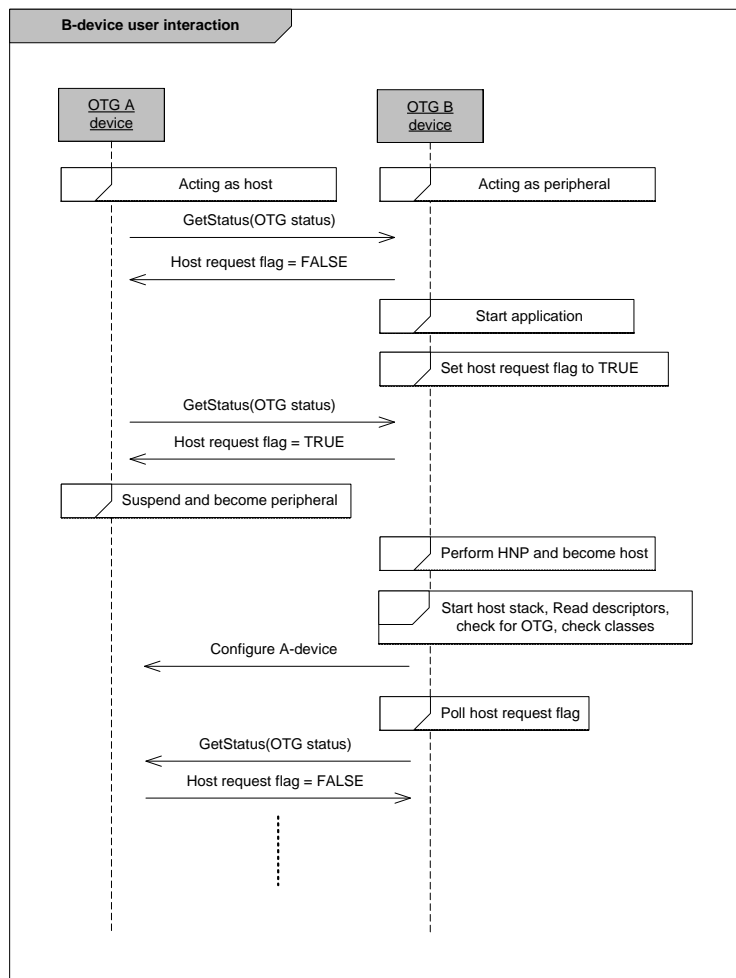 B-device user interaction
OTG A
device
OTG B
device
Acting as host
Acting as peripheral
GetStatus(OTG status)
Host request flag = FALSE
Start application
Set host request flag to TRUE
GetStatus(OTG status)
Host request flag = TRUE
Suspend and become peripheral
Perform HNP and become host
Start host stack, Read descriptors,
check for OTG, check classes
Configure A-device
Poll host request flag
GetStatus(OTG status)
Host request flag = FALSE